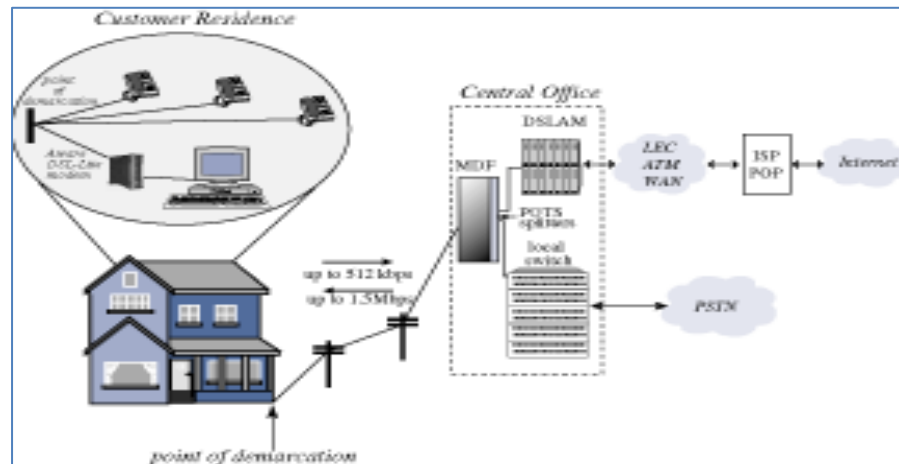 Customer Residence
point
of
demarcation
Aware
DSL-Lite
modem
Central Office
DSLAM
MDF
POTS
splitters
local
switch
LEC
ATM
WAN
ISP
POP
Internet
PSTN
up to 512 kbps
up to 1.5Mbps
point of demarcation